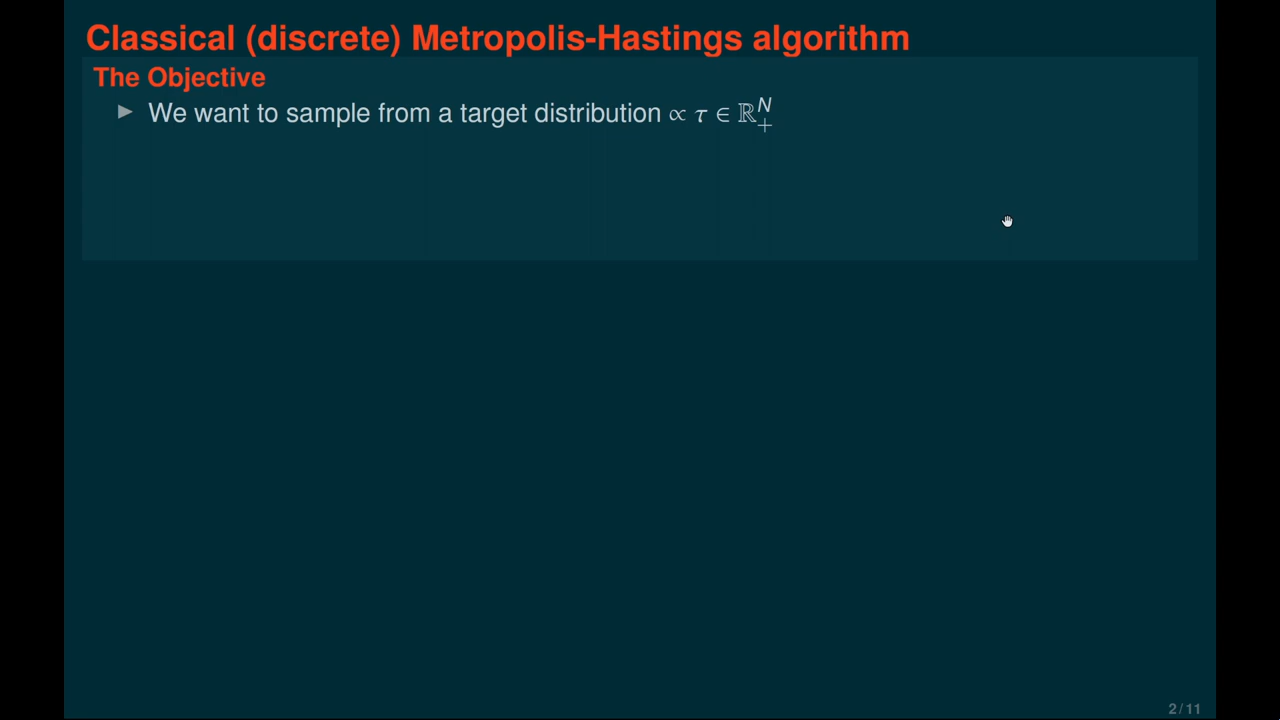 Classical (discrete) Metropolis-Hastings algorithm
The Objective
▶ We want to sample from a target distribution ∝ τ ∈ ℝ₊ᴺ
2/11